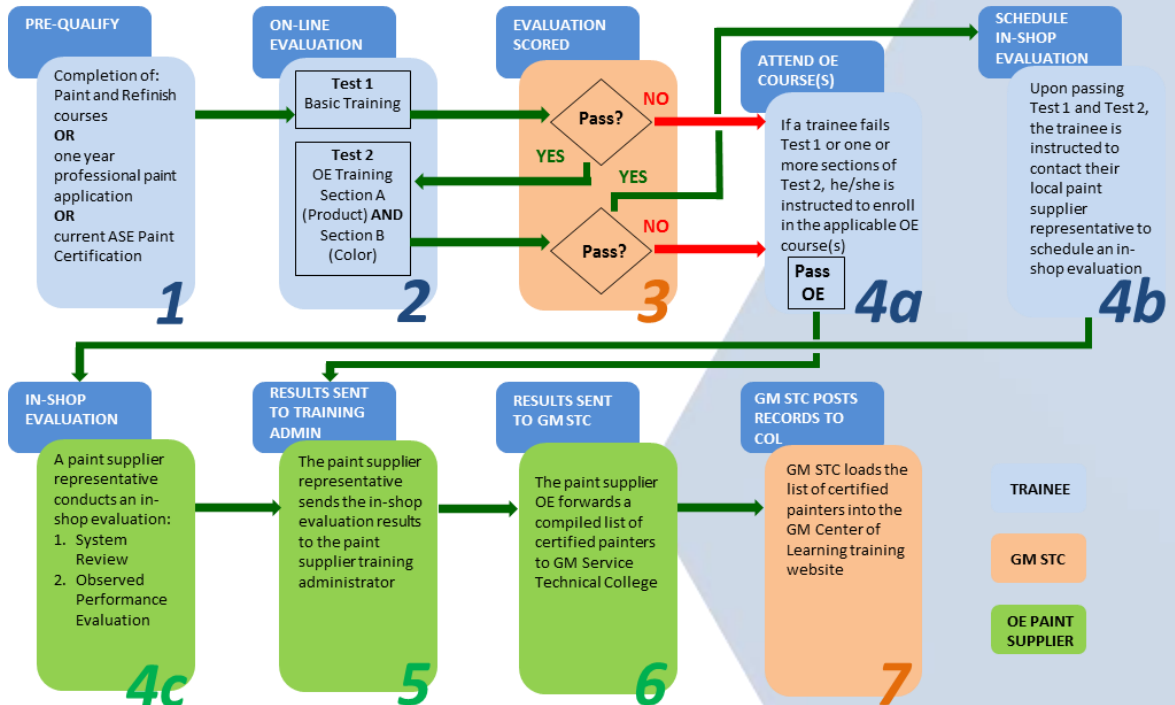 PRE-QUALIFY
Completion of:
Paint and Refinish
courses
OR
one year
professional paint
application
OR
current ASE Paint
Certification
1
ON-LINE
EVALUATION
Test 1
Basic Training
Test 2
OE Training
Section A
(Product) AND
Section B
(Color)
2
EVALUATION
SCORED
Pass?
NO
YES
YES
Pass?
NO
3
ATTEND OE
COURSE(S)
If a trainee fails
Test 1 or one or
more sections of
Test 2, he/she is
instructed to enroll
in the applicable OE
course(s)
Pass
OE
4a
SCHEDULE
IN-SHOP
EVALUATION
Upon passing
Test 1 and Test 2,
the trainee is
instructed to
contact their
local paint
supplier
representative to
schedule an in-
shop evaluation
4b
IN-SHOP
EVALUATION
A paint supplier
representative
conducts an in-
shop evaluation:
1. System
Review
2. Observed
Performance
Evaluation
4c
RESULTS SENT
TO TRAINING
ADMIN
The paint supplier
representative
sends the in-shop
evaluation results
to the paint
supplier training
administrator
5
RESULTS SENT
TO GM STC
The paint supplier
OE forwards a
compiled list of
certified painters
to GM Service
Technical College
6
GM STC POSTS
RECORDS TO
COL
GM STC loads the
list of certified
painters into the
GM Center of
Learning training
website
7
TRAINEE
GM STC
OE PAINT
SUPPLIER